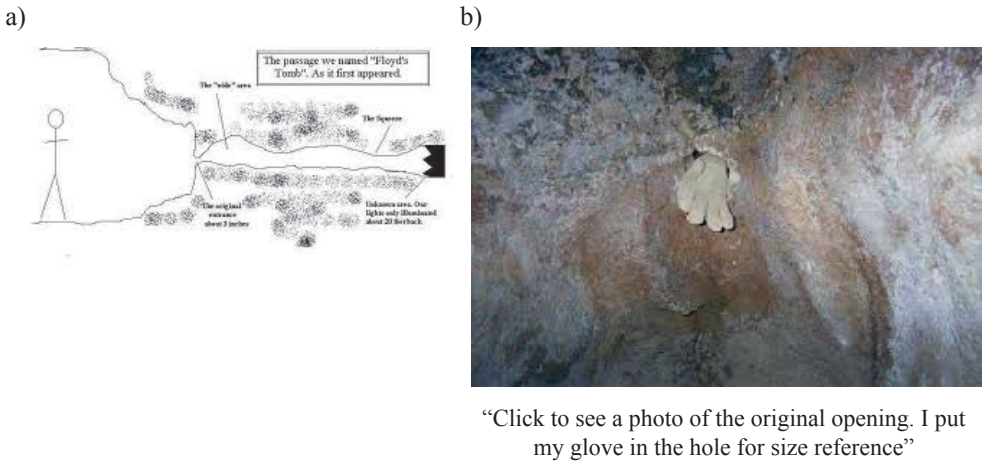 a)
b)
The passage we named "Floyd's
Tomb". As it first appeared.
The "wide" area
The Squeeze
The original
entrance
about 3 inches
Unknown area. Our
lights only illuminated
about 20 feet back
“Click to see a photo of the original opening. I put
my glove in the hole for size reference”